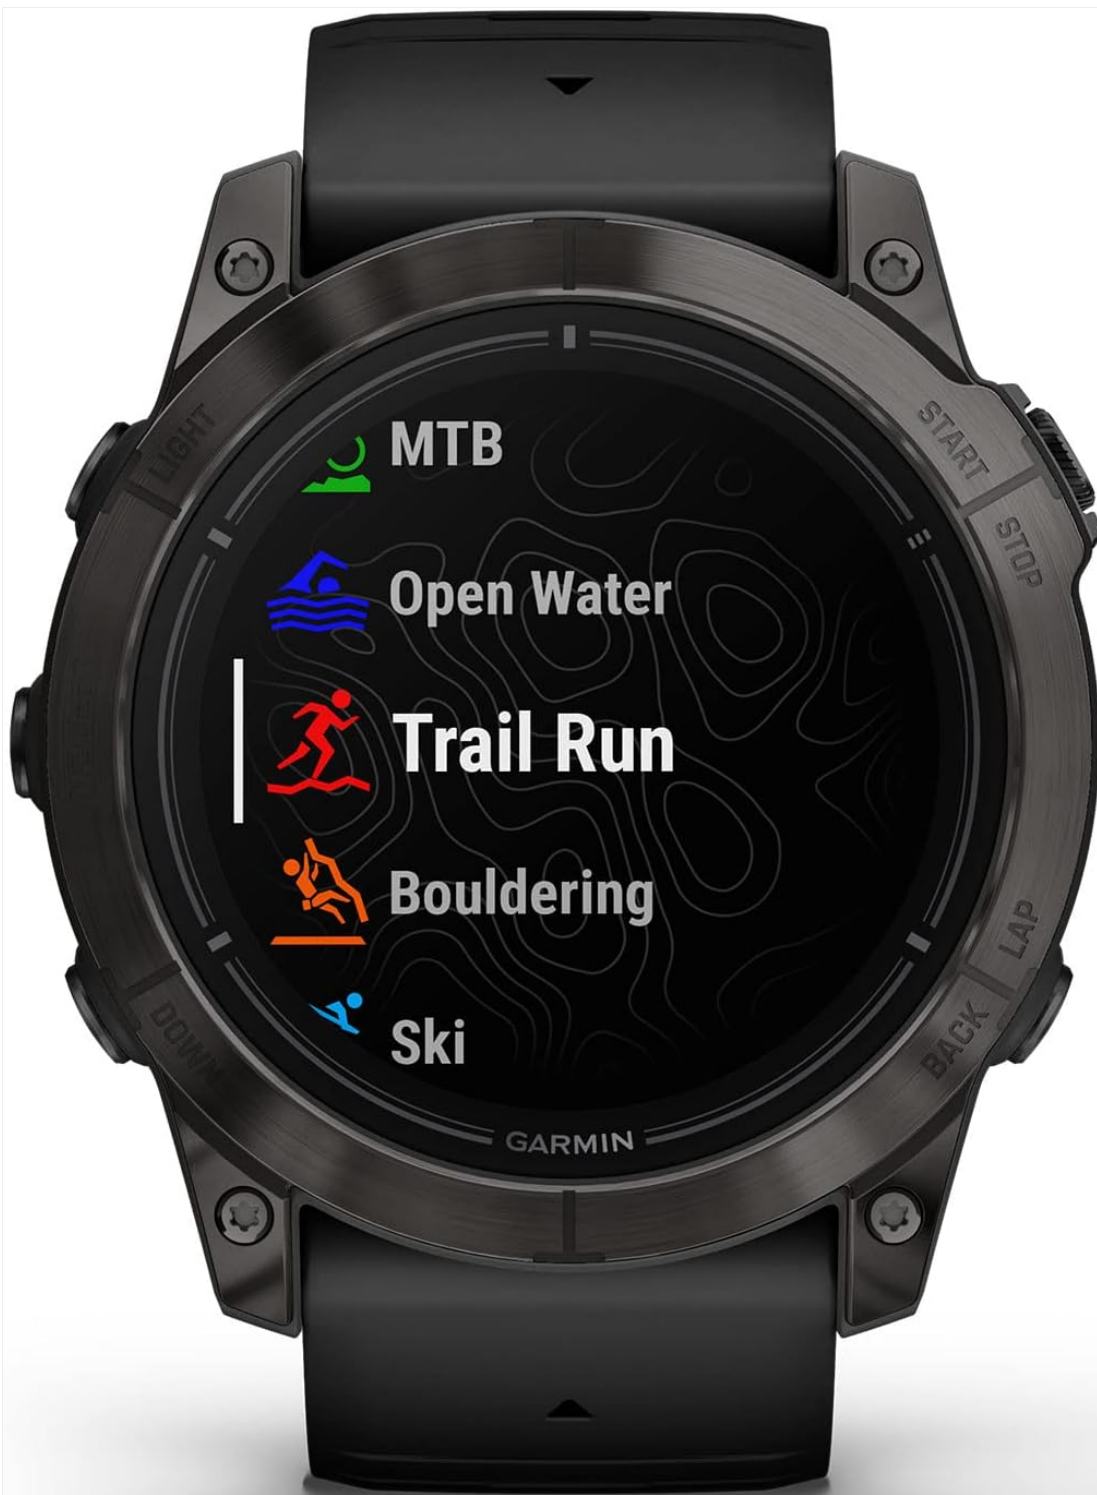 LIGHT
START
STOP
MTB
Open Water
Trail Run
Bouldering
Ski
LAP
BACK
DOWN
GARMIN